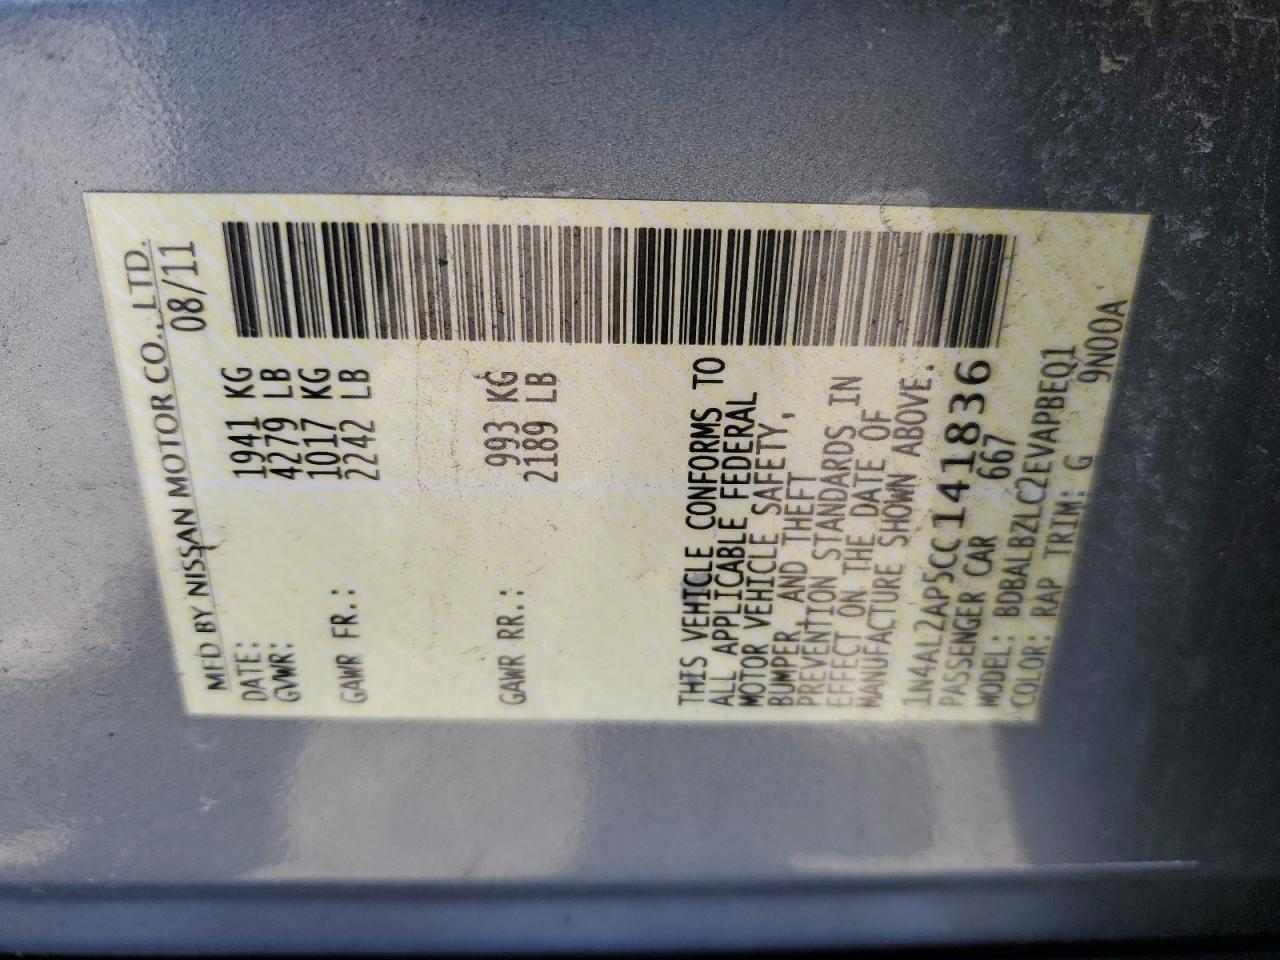 MFD BY NISSAN MOTOR CO., LTD.
DATE: 08/11
GVWR: 1941 KG
4279 LB
GAWR FR.: 1017 KG
2242 LB
GAWR RR.: 993 KG
2189 LB
THIS VEHICLE CONFORMS TO
ALL APPLICABLE FEDERAL
MOTOR VEHICLE SAFETY,
BUMPER, AND THEFT
PREVENTION STANDARDS IN
EFFECT ON THE DATE OF
MANUFACTURE SHOWN ABOVE.
1N4AL2AP5CC141836
PASSENGER CAR 667
MODEL: BDBALBZLC2EVAPBEQ1
COLOR: RAP TRIM: G 9N00A